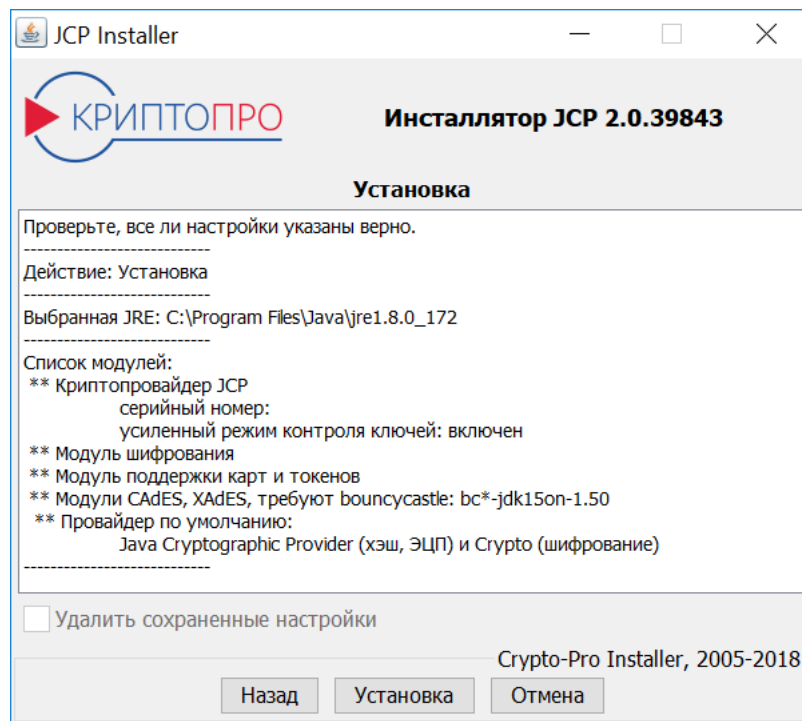 JCP Installer
КРИПТОПРО
Инсталлятор JCP 2.0.39843
Установка
Проверьте, все ли настройки указаны верно.
----------------------------
Действие: Установка
----------------------------
Выбранная JRE: C:\Program Files\Java\jre1.8.0_172
----------------------------
Список модулей:
** Криптопровайдер JCP
серийный номер:
усиленный режим контроля ключей: включен
** Модуль шифрования
** Модуль поддержки карт и токенов
** Модули CAdES, XAdES, требуют bouncycastle: bc*-jdk15on-1.50
** Провайдер по умолчанию:
Java Cryptographic Provider (хэш, ЭЦП) и Crypto (шифрование)
----------------------------
Удалить сохраненные настройки
Crypto-Pro Installer, 2005-2018
Назад Установка Отмена